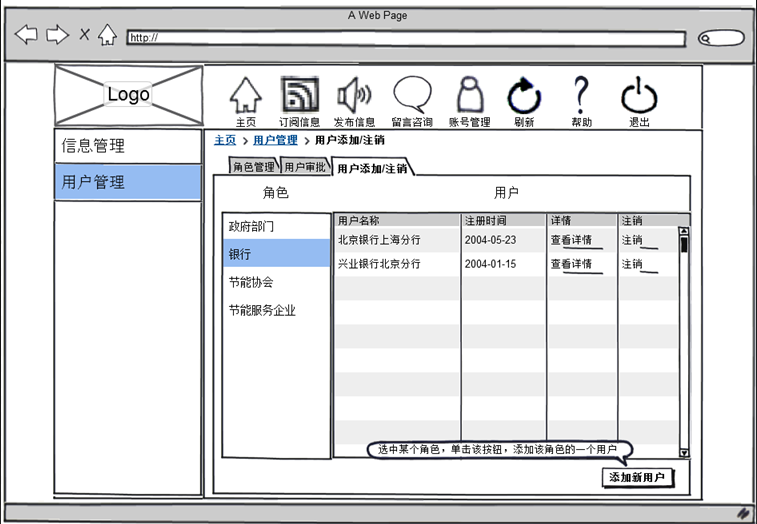 A Web Page
http://
Logo
主页 订阅信息 发布信息 留言咨询 账号管理 刷新 帮助 退出
信息管理
用户管理
主页 > 用户管理 > 用户添加/注销
角色管理 用户审批 用户添加/注销
角色 用户
政府部门
银行
节能协会
节能服务企业
用户名称 注册时间 详情 注销
北京银行上海分行 2004-05-23 查看详情 注销
兴业银行北京分行 2004-01-15 查看详情 注销
选中某个角色，单击该按钮，添加该角色的一个用户
添加新用户